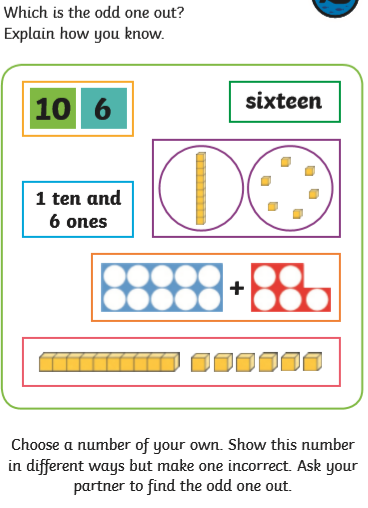 Which is the odd one out?
Explain how you know.
10 6
sixteen
1 ten and
6 ones
+
Choose a number of your own. Show this number
in different ways but make one incorrect. Ask your
partner to find the odd one out.